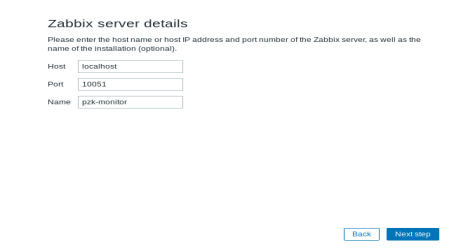 Zabbix server details
Please enter the host name or host IP address and port number of the Zabbix server, as well as the
name of the installation (optional).
Host localhost
Port 10051
Name pzk-monitor
Back Next step